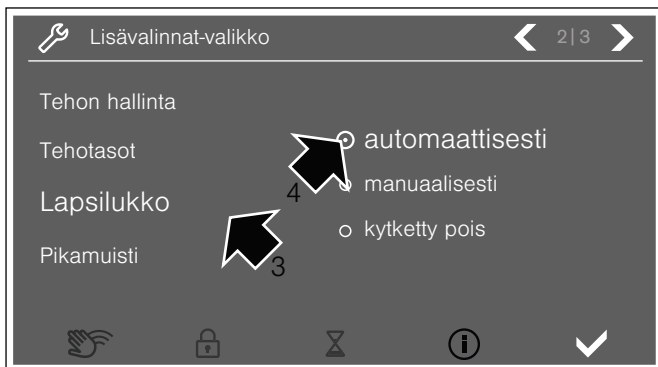 Lisävalinnat-valikko
2|3
Tehon hallinta
Tehotasot
Lapsilukko
Pikamuisti
automaattisesti
manuaalisesti
kytketty pois
4
3